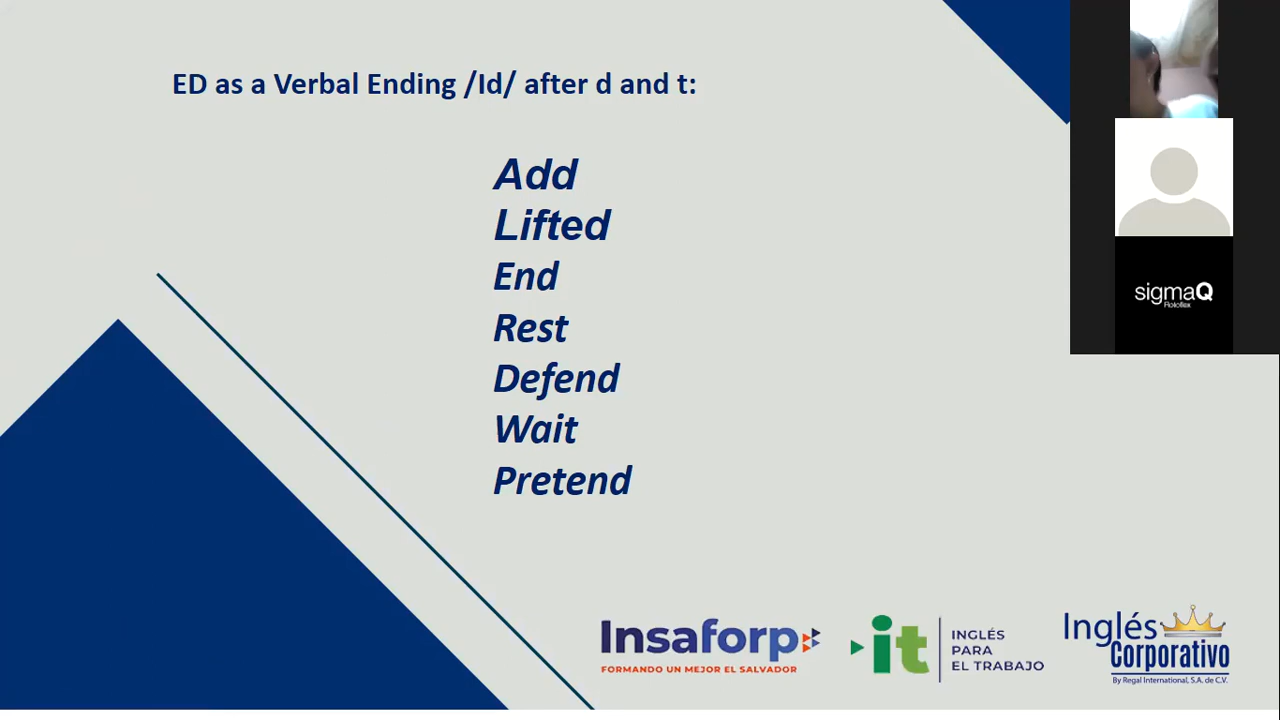 ED as a Verbal Ending /Id/ after d and t:
Add
Lifted
End
Rest
Defend
Wait
Pretend
sigmaQ
Rotoflex
Insaforp
FORMANDO UN MEJOR EL SALVADOR
it
INGLÉS
PARA
EL TRABAJO
Inglés
Corporativo
By Regal International, S.A. de C.V.